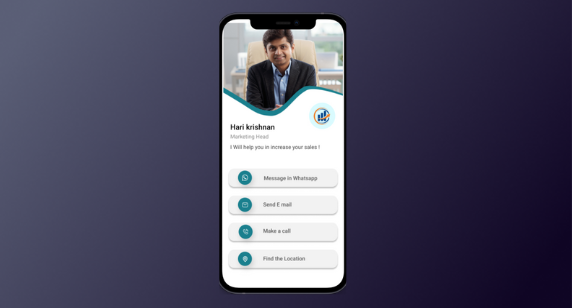 Hari krishnan
Marketing Head
I Will help you in increase your sales !
Message in Whatsapp
Send E mail
Make a call
Find the Location